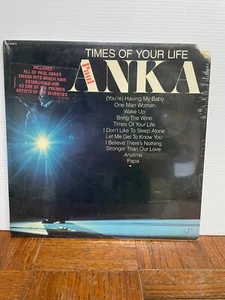 TIMES OF YOUR LIFE
Paul
ANKA
INCLUDES
ALL OF PAUL ANKA'S
SMASH HITS WHICH HAVE
ESTABLISHED HIM
AS ONE OF THE PREMIER
ARTISTS IN THE SEVENTIES
(You're) Having My Baby
One Man Woman
Wake Up
Bring The Wine
Times Of Your Life
I Don't Like To Sleep Alone
Let Me Get To Know You
I Believe There's Nothing
Stronger Than Our Love
Anytime
Papa